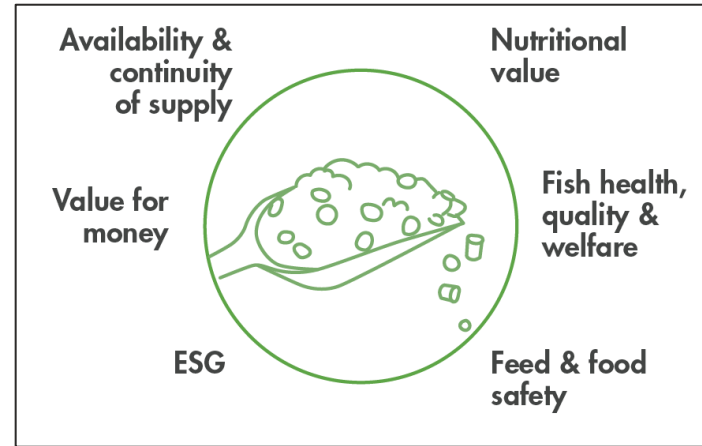 Availability &
continuity
of supply
Nutritional
value
Value for
money
Fish health,
quality &
welfare
ESG
Feed & food
safety